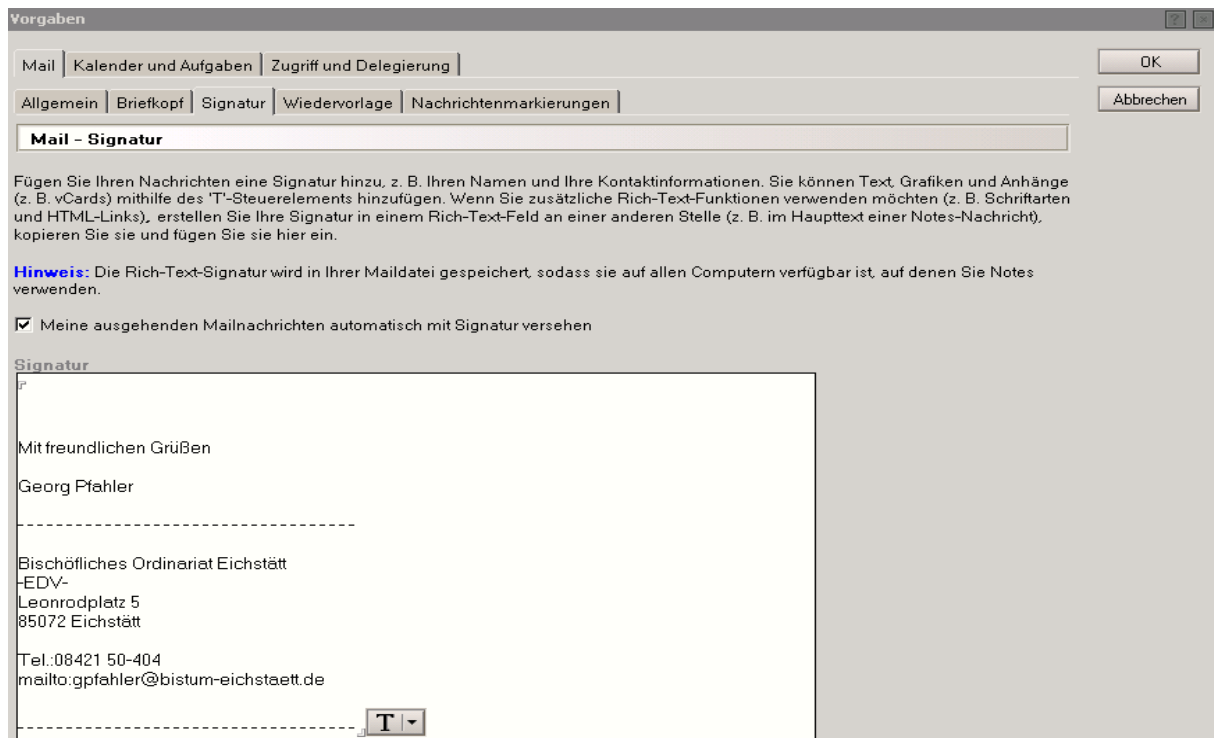 Vorgaben
Mail Kalender und Aufgaben Zugriff und Delegierung
OK
Allgemein Briefkopf Signatur Wiedervorlage Nachrichtenmarkierungen
Abbrechen
Mail - Signatur
Fügen Sie Ihren Nachrichten eine Signatur hinzu, z. B. Ihren Namen und Ihre Kontaktinformationen. Sie können Text, Grafiken und Anhänge
(z. B. vCards) mithilfe des 'T'-Steuerelements hinzufügen. Wenn Sie zusätzliche Rich-Text-Funktionen verwenden möchten (z. B. Schriftarten
und HTML-Links), erstellen Sie Ihre Signatur in einem Rich-Text-Feld an einer anderen Stelle (z. B. im Haupttext einer Notes-Nachricht),
kopieren Sie sie und fügen Sie sie hier ein.
Hinweis: Die Rich-Text-Signatur wird in Ihrer Maildatei gespeichert, sodass sie auf allen Computern verfügbar ist, auf denen Sie Notes
verwenden.
Meine ausgehenden Mailnachrichten automatisch mit Signatur versehen
Signatur
Mit freundlichen Grüßen
Georg Pfahler
-----------------------------------
Bischöfliches Ordinariat Eichstätt
-EDV-
Leonrodplatz 5
85072 Eichstätt
Tel.:08421 50-404
mailto:gpfahler@bistum-eichstaett.de
----------------------------------- T